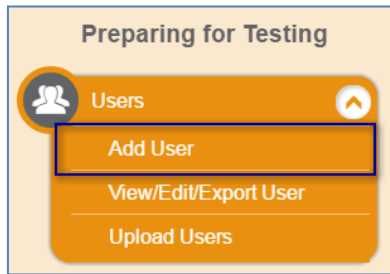 Preparing for Testing
Users
Add User
View/Edit/Export User
Upload Users